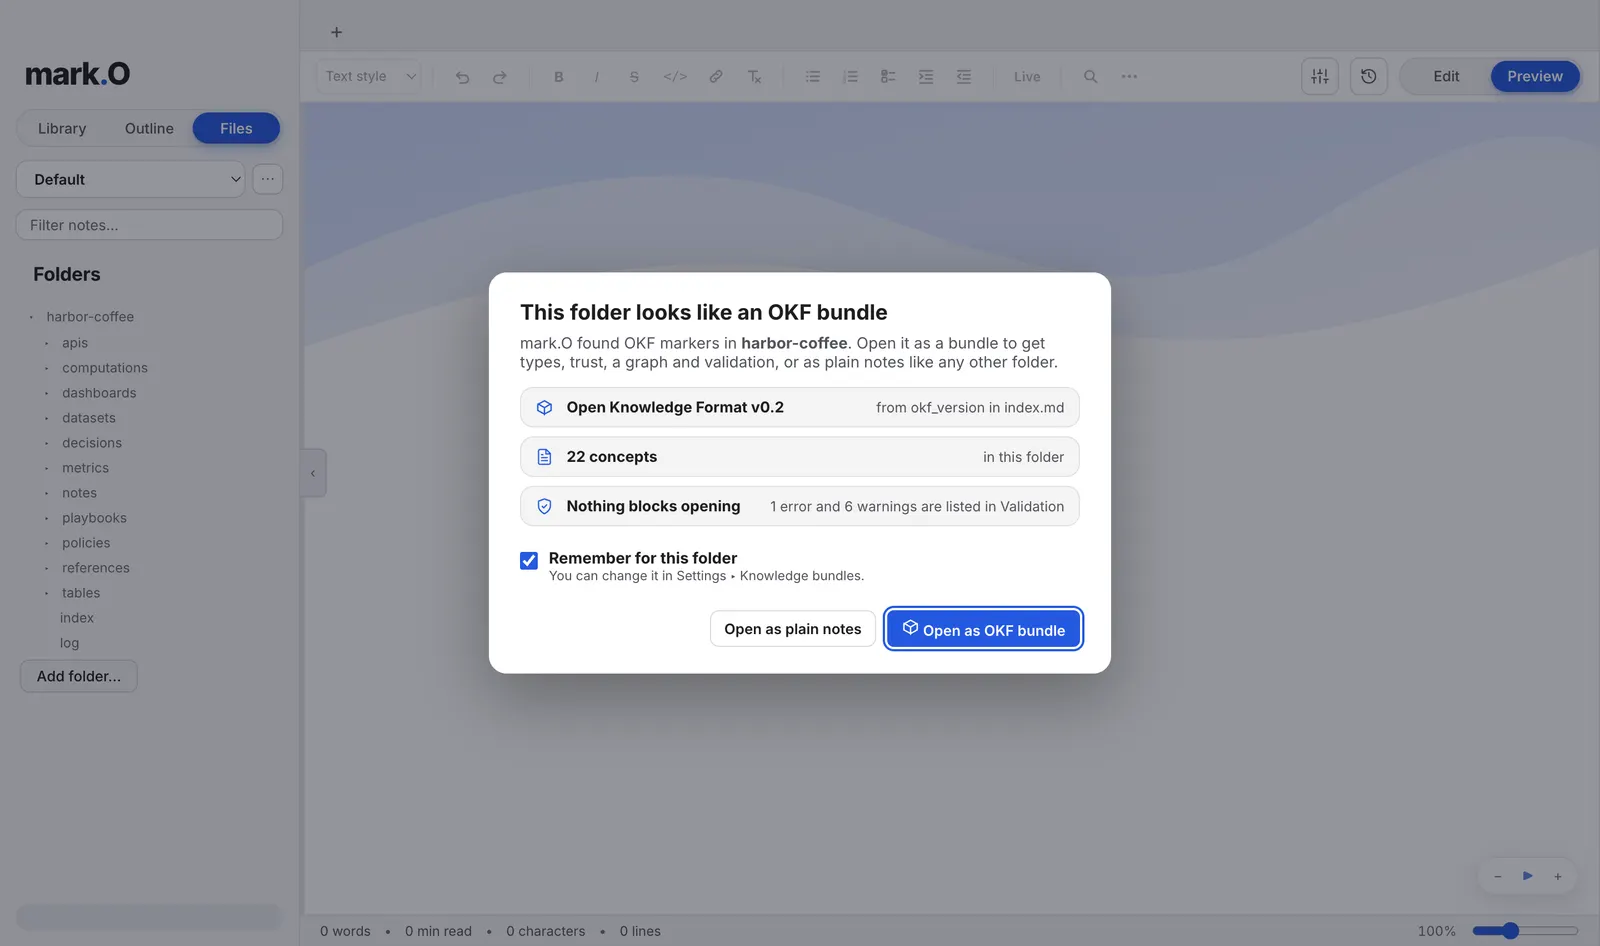 mark.O
Library
Outline
Files
Default
Filter notes...
Folders
harbor-coffee
apis
computations
dashboards
datasets
decisions
metrics
notes
playbooks
policies
references
tables
index
log
Add folder...
+
Text style
B
I
S
</>
Tx
Live
Edit
Preview
This folder looks like an OKF bundle
mark.O found OKF markers in harbor-coffee. Open it as a bundle to get
types, trust, a graph and validation, or as plain notes like any other folder.
Open Knowledge Format v0.2
from okf_version in index.md
22 concepts
in this folder
Nothing blocks opening
1 error and 6 warnings are listed in Validation
Remember for this folder
You can change it in Settings ‣ Knowledge bundles.
Open as plain notes
Open as OKF bundle
0 words • 0 min read • 0 characters • 0 lines
100%